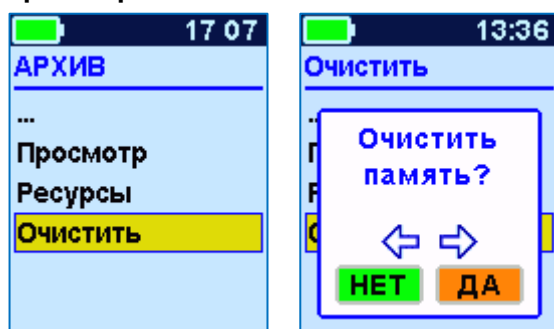 17 07
АРХИВ
...
Просмотр
Ресурсы
Очистить
13:36
Очистить
Очистить
память?
НЕТ
ДА